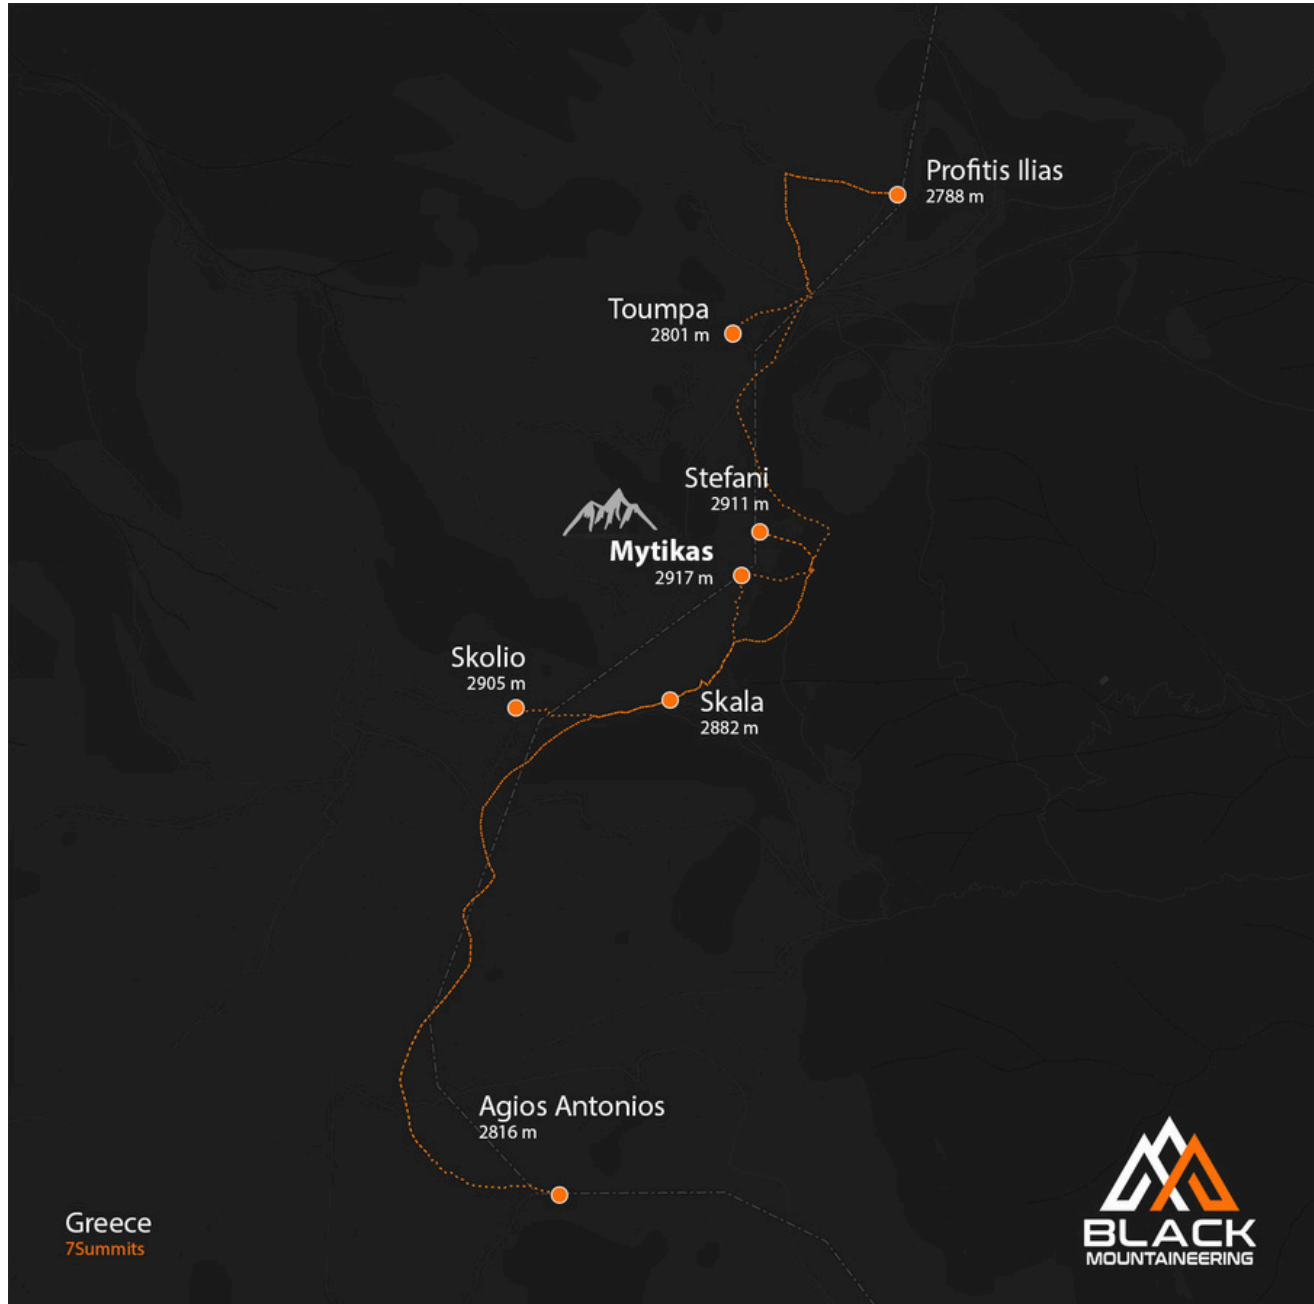 Profitis Ilias
2788 m
Toumpa
2801 m
Stefani
2911 m
Mytikas
2917 m
Skolio
2905 m
Skala
2882 m
Agios Antonios
2816 m
Greece
7Summits
BLACK
MOUNTAINEERING